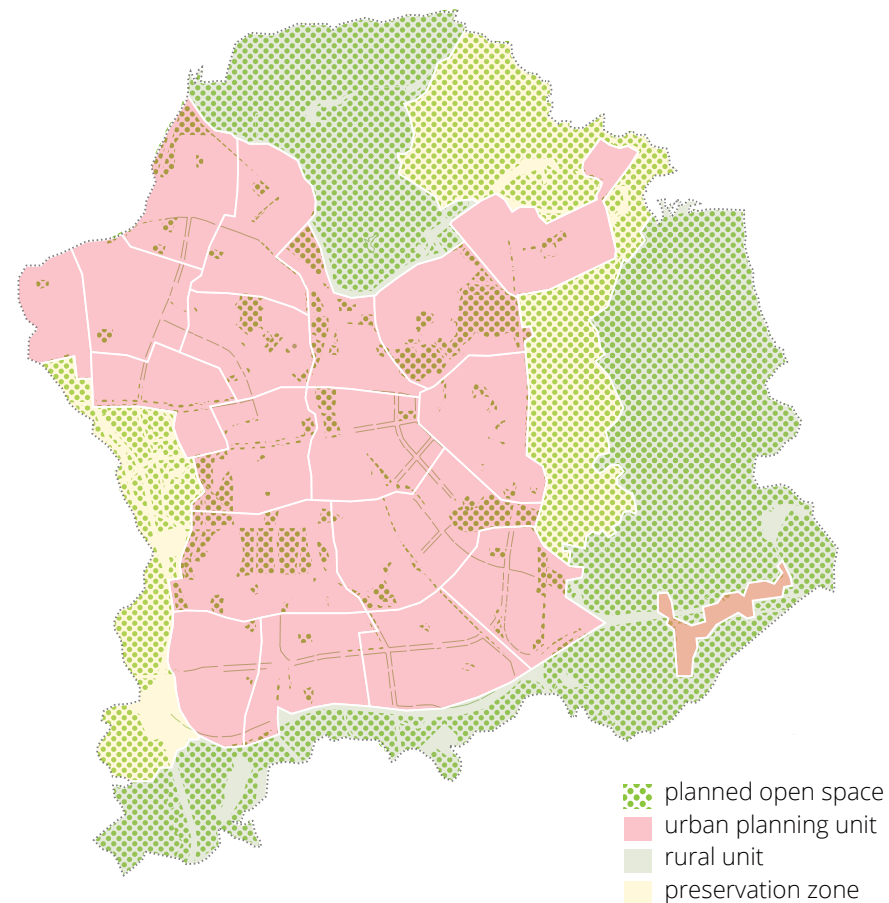 planned open space
urban planning unit
rural unit
preservation zone